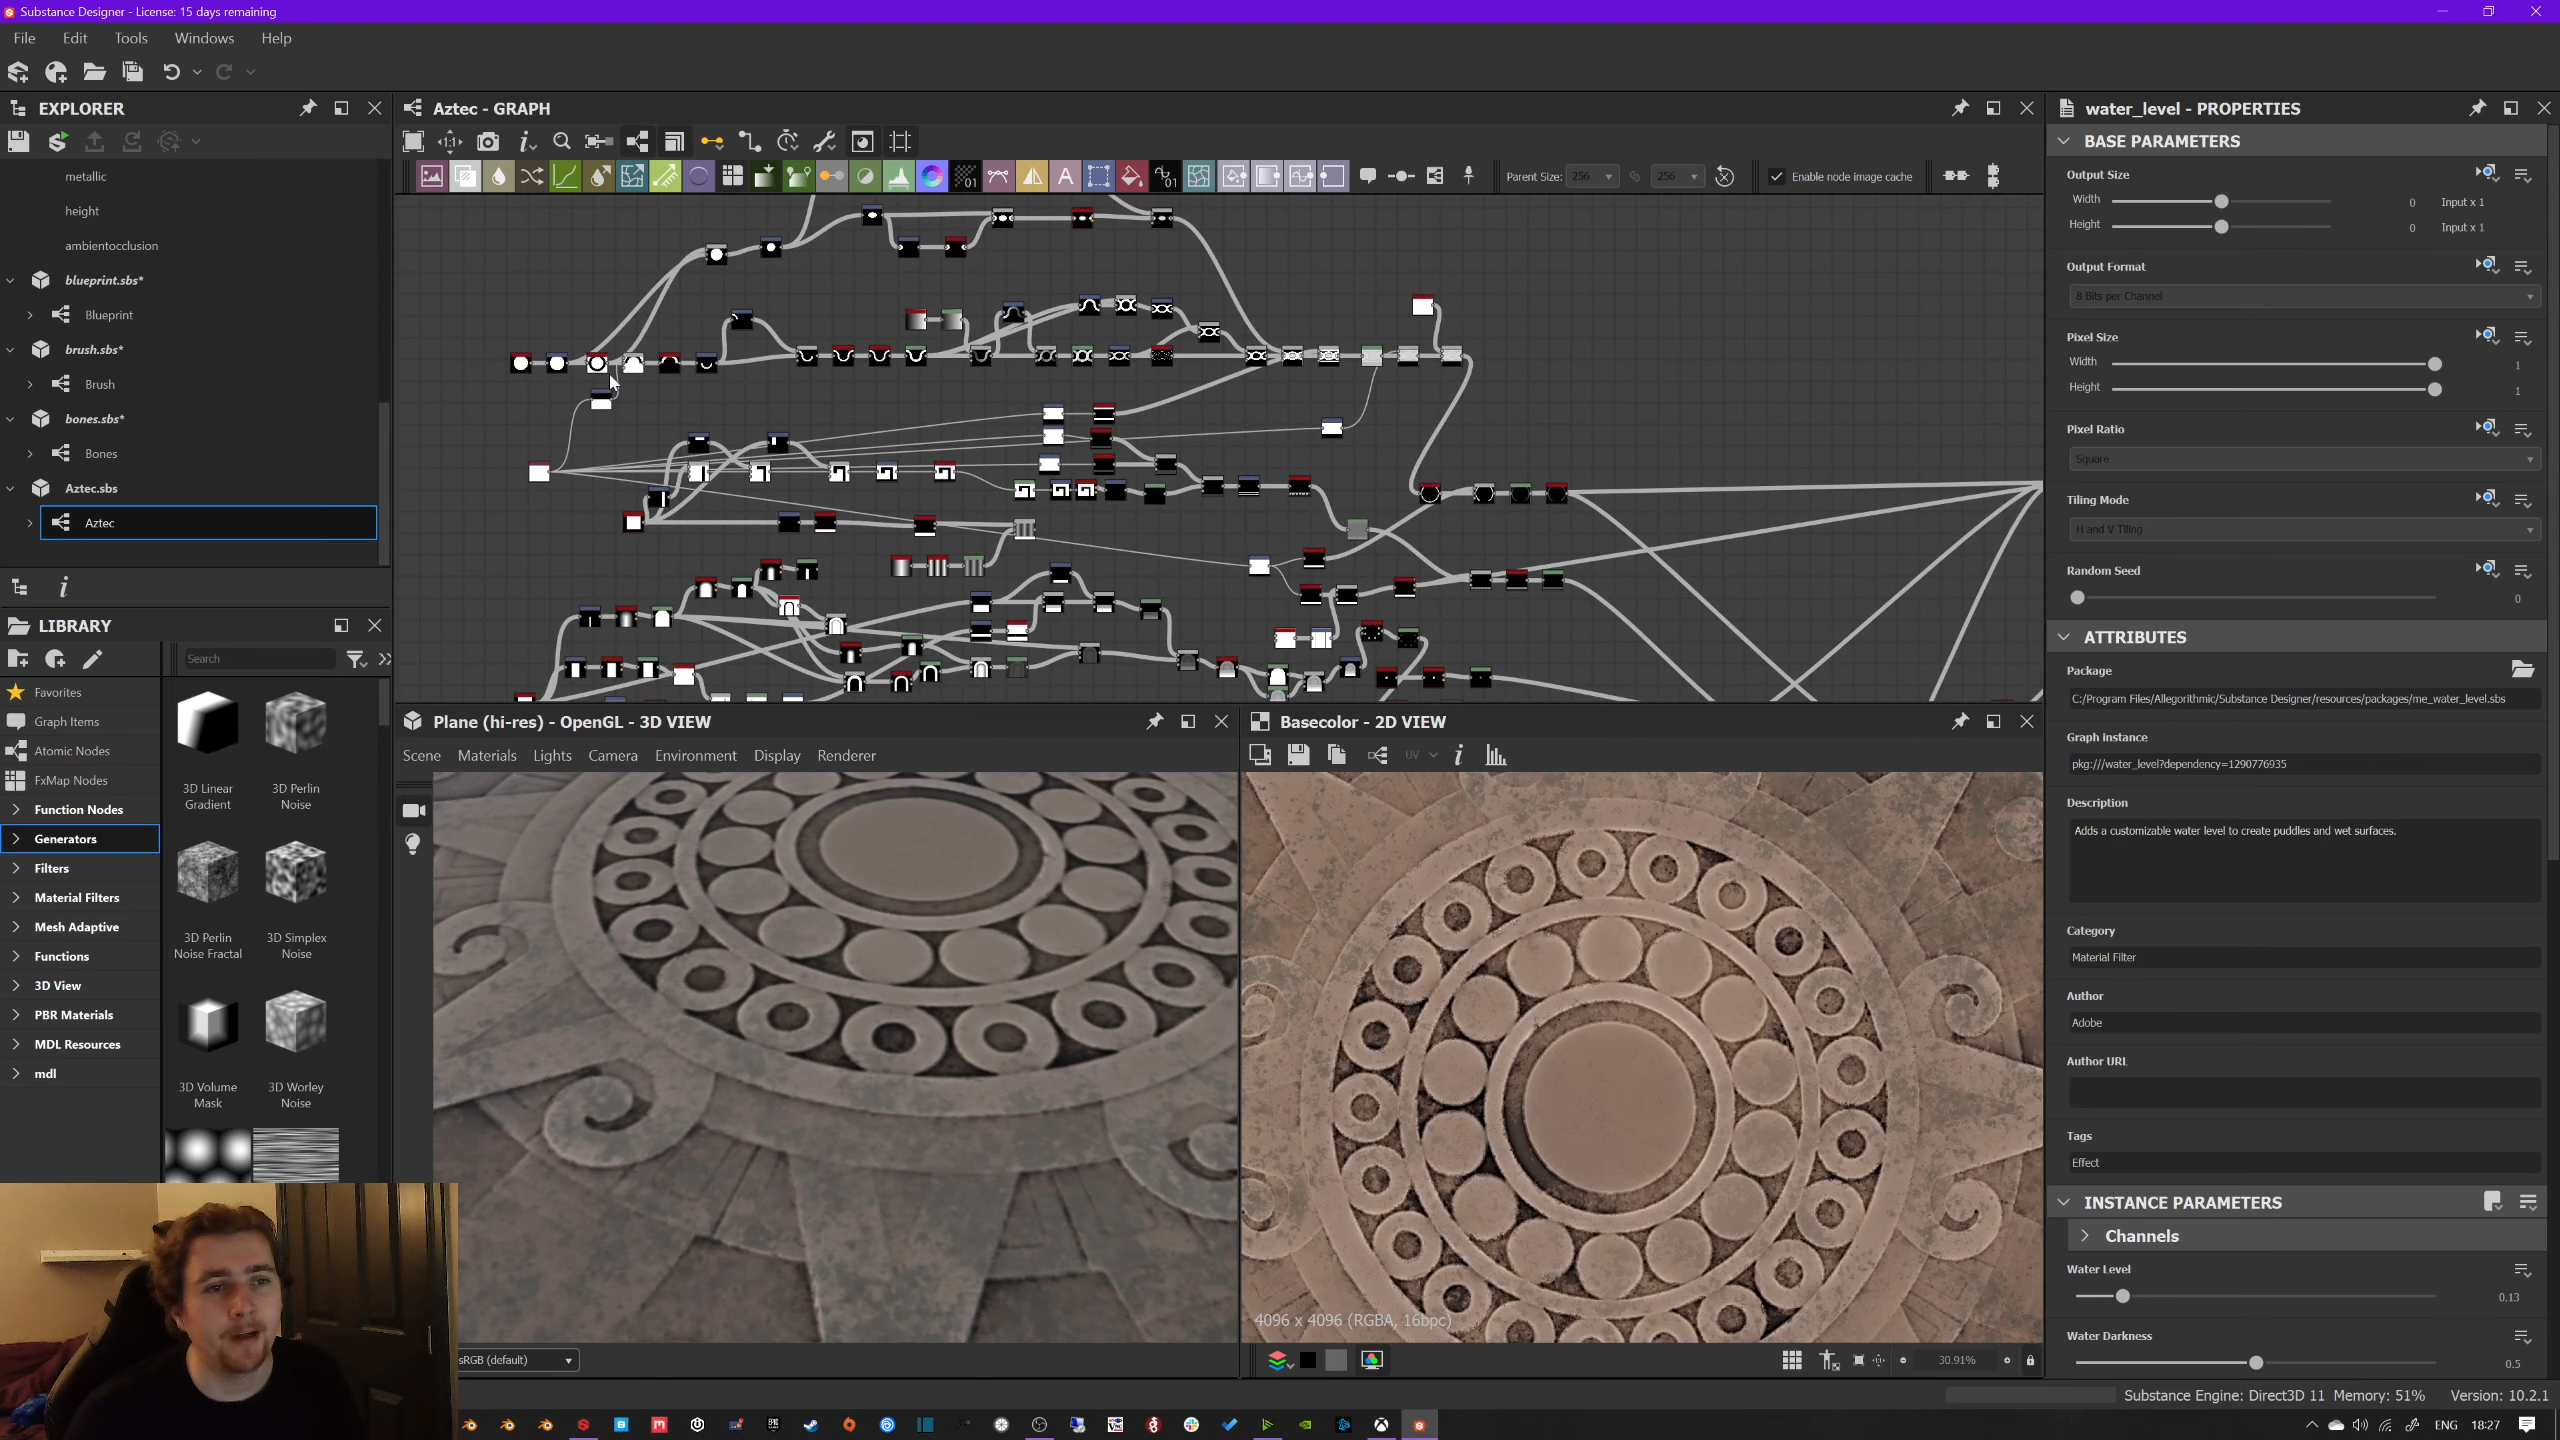 Substance Designer - License: 15 days remaining
File Edit Tools Windows Help
EXPLORER
metallic
height
ambientocclusion
blueprint.sbs*
Blueprint
brush.sbs*
Brush
bones.sbs*
Bones
Aztec.sbs
Aztec
LIBRARY
Search
Favorites
Graph Items
Atomic Nodes
FxMap Nodes
Function Nodes
Generators
Filters
Material Filters
Mesh Adaptive
Functions
3D View
PBR Materials
MDL Resources
mdl
3D Linear Gradient
3D Perlin Noise
3D Perlin Noise Fractal
3D Simplex Noise
3D Volume Mask
3D Worley Noise
Aztec - GRAPH
Parent Size: 256 256 Enable node image cache
Plane (hi-res) - OpenGL - 3D VIEW
Scene Materials Lights Camera Environment Display Renderer
sRGB (default)
Basecolor - 2D VIEW
UV
4096 x 4096 (RGBA, 16bpc)
30.91%
water_level - PROPERTIES
BASE PARAMETERS
Output Size
Width 0 Input x 1
Height 0 Input x 1
Output Format
8 Bits per Channel
Pixel Size
Width 1
Height 1
Pixel Ratio
Square
Tiling Mode
H and V Tiling
Random Seed
0
ATTRIBUTES
Package
C:/Program Files/Allegorithmic/Substance Designer/resources/packages/me_water_level.sbs
Graph instance
pkg:///water_level?dependency=1290776935
Description
Adds a customizable water level to create puddles and wet surfaces.
Category
Material Filter
Author
Adobe
Author URL
Tags
Effect
INSTANCE PARAMETERS
Channels
Water Level
0.13
Water Darkness
0.5
Substance Engine: Direct3D 11 Memory: 51% Version: 10.2.1
ENG 18:27